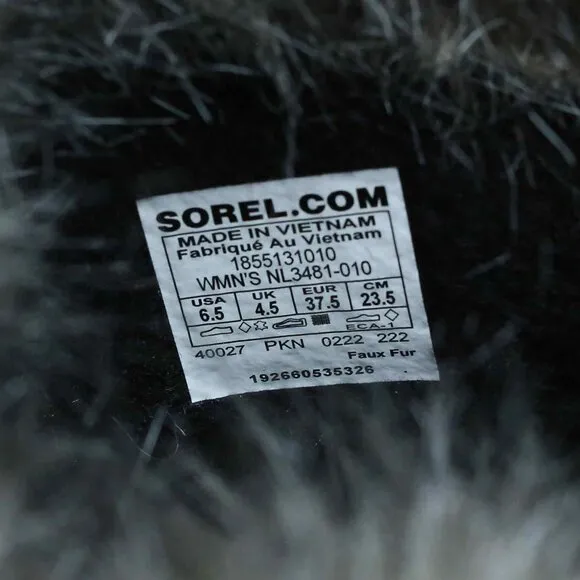 SOREL.COM
MADE IN VIETNAM
Fabriqué Au Vietnam
1855131010
WMN'S NL3481-010
USA UK EUR CM
6.5 4.5 37.5 23.5
ECA-1
40027 PKN 0222 222
Faux Fur
192660535326